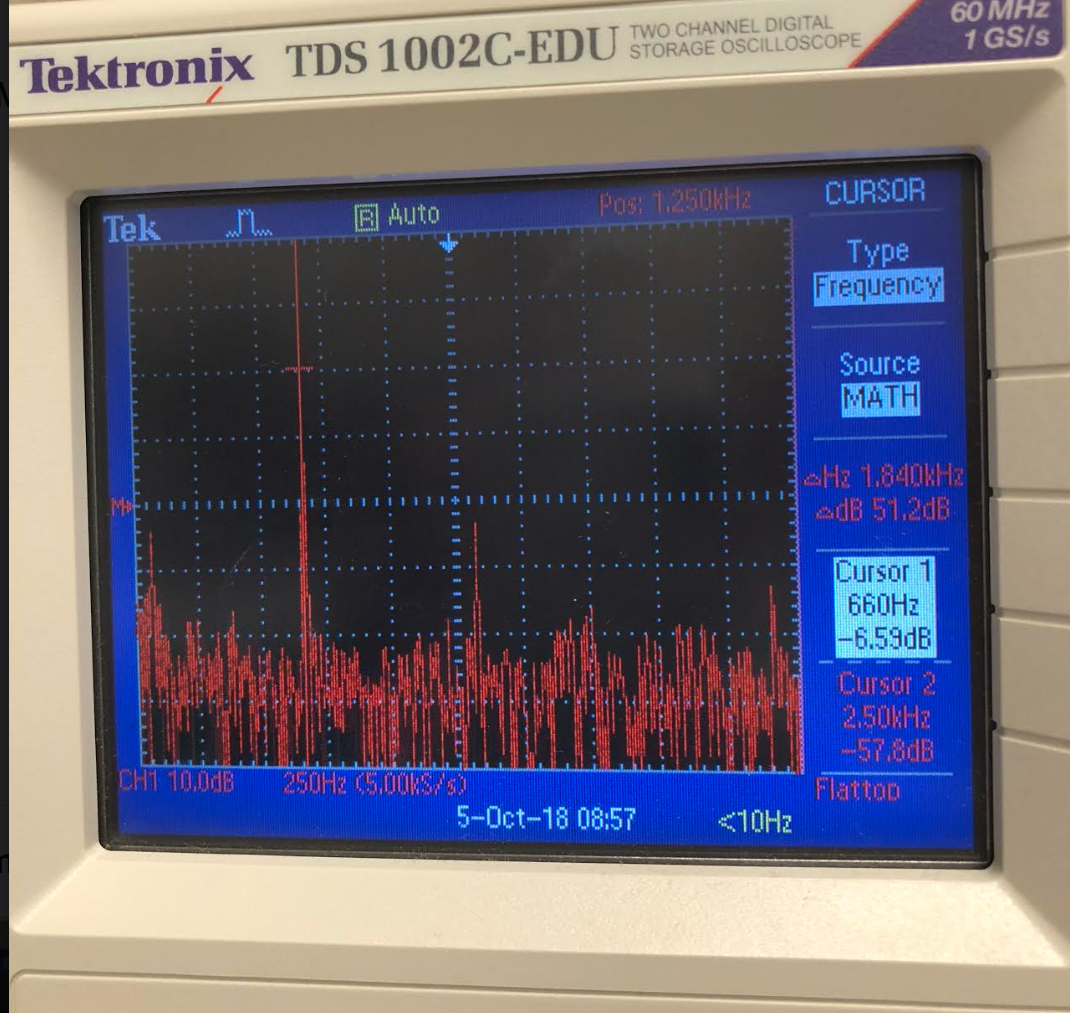 Tektronix TDS 1002C-EDU TWO CHANNEL DIGITAL
STORAGE OSCILLOSCOPE
60 MHz
1 GS/s
Tek R Auto Pos: 1.250kHz
CURSOR
Type
Frequency
Source
MATH
ΔHz 1.840kHz
ΔdB 51.2dB
Cursor 1
660Hz
-6.59dB
Cursor 2
2.50kHz
-57.8dB
M
CH1 10.0dB 250Hz (5.00kS/s) Flattop
5-Oct-18 08:57 <10Hz